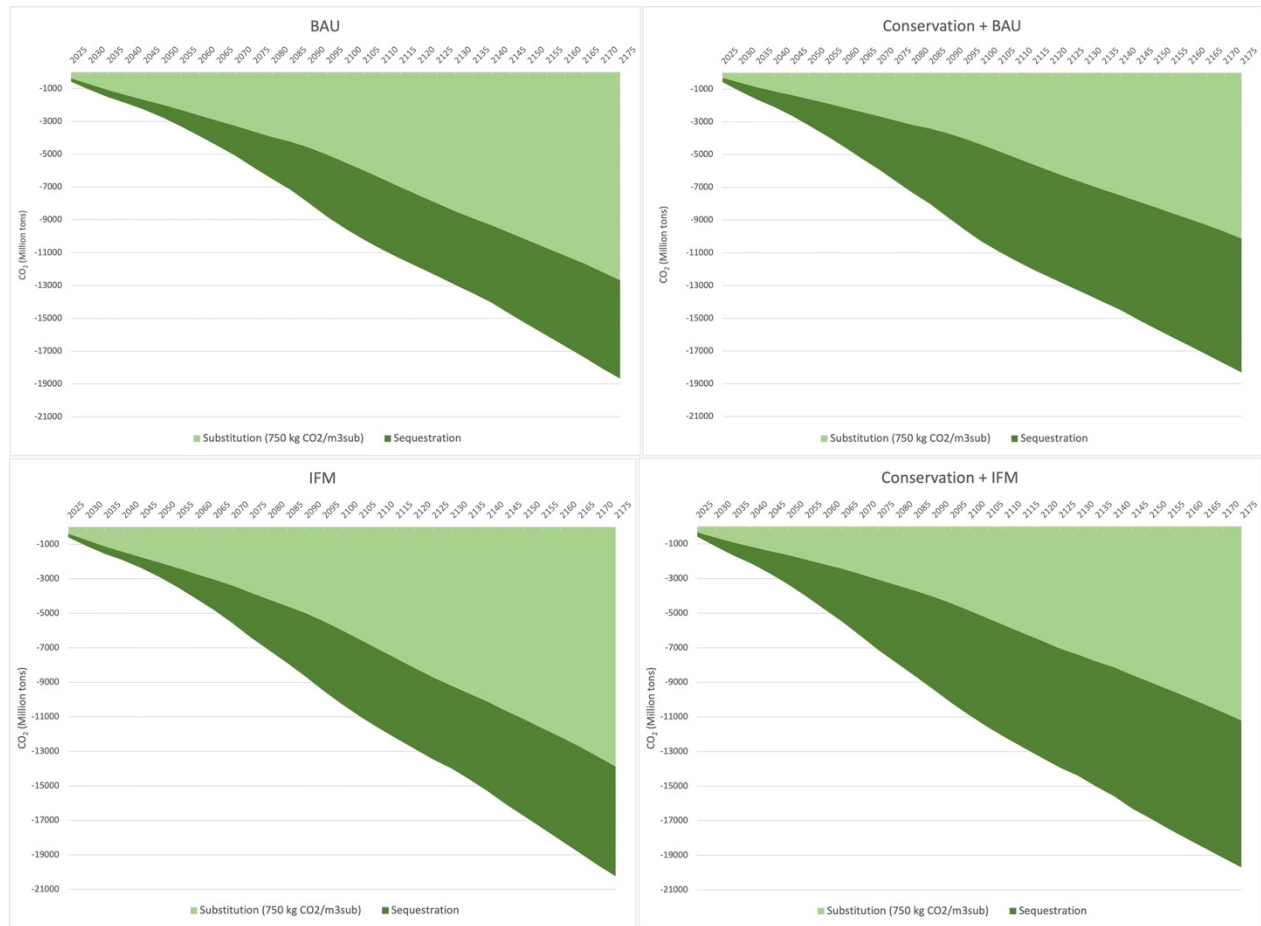 BAU
2025 2030 2035 2040 2045 2050 2055 2060 2065 2070 2075 2080 2085 2090 2095 2100 2105 2110 2115 2120 2125 2130 2135 2140 2145 2150 2155 2160 2165 2170 2175
-1000
-3000
-5000
-7000
-9000
-11000
-13000
-15000
-17000
-19000
-21000
CO2 (Million tons)
Substitution (750 kg CO2/m3sub) Sequestration
Conservation + BAU
2025 2030 2035 2040 2045 2050 2055 2060 2065 2070 2075 2080 2085 2090 2095 2100 2105 2110 2115 2120 2125 2130 2135 2140 2145 2150 2155 2160 2165 2170 2175
-1000
-3000
-5000
-7000
-9000
-11000
-13000
-15000
-17000
-19000
-21000
CO2 (Million tons)
Substitution (750 kg CO2/m3sub) Sequestration
IFM
2025 2030 2035 2040 2045 2050 2055 2060 2065 2070 2075 2080 2085 2090 2095 2100 2105 2110 2115 2120 2125 2130 2135 2140 2145 2150 2155 2160 2165 2170 2175
-1000
-3000
-5000
-7000
-9000
-11000
-13000
-15000
-17000
-19000
-21000
CO2 (Million tons)
Substitution (750 kg CO2/m3sub) Sequestration
Conservation + IFM
2025 2030 2035 2040 2045 2050 2055 2060 2065 2070 2075 2080 2085 2090 2095 2100 2105 2110 2115 2120 2125 2130 2135 2140 2145 2150 2155 2160 2165 2170 2175
-1000
-3000
-5000
-7000
-9000
-11000
-13000
-15000
-17000
-19000
-21000
CO2 (Million tons)
Substitution (750 kg CO2/m3sub) Sequestration